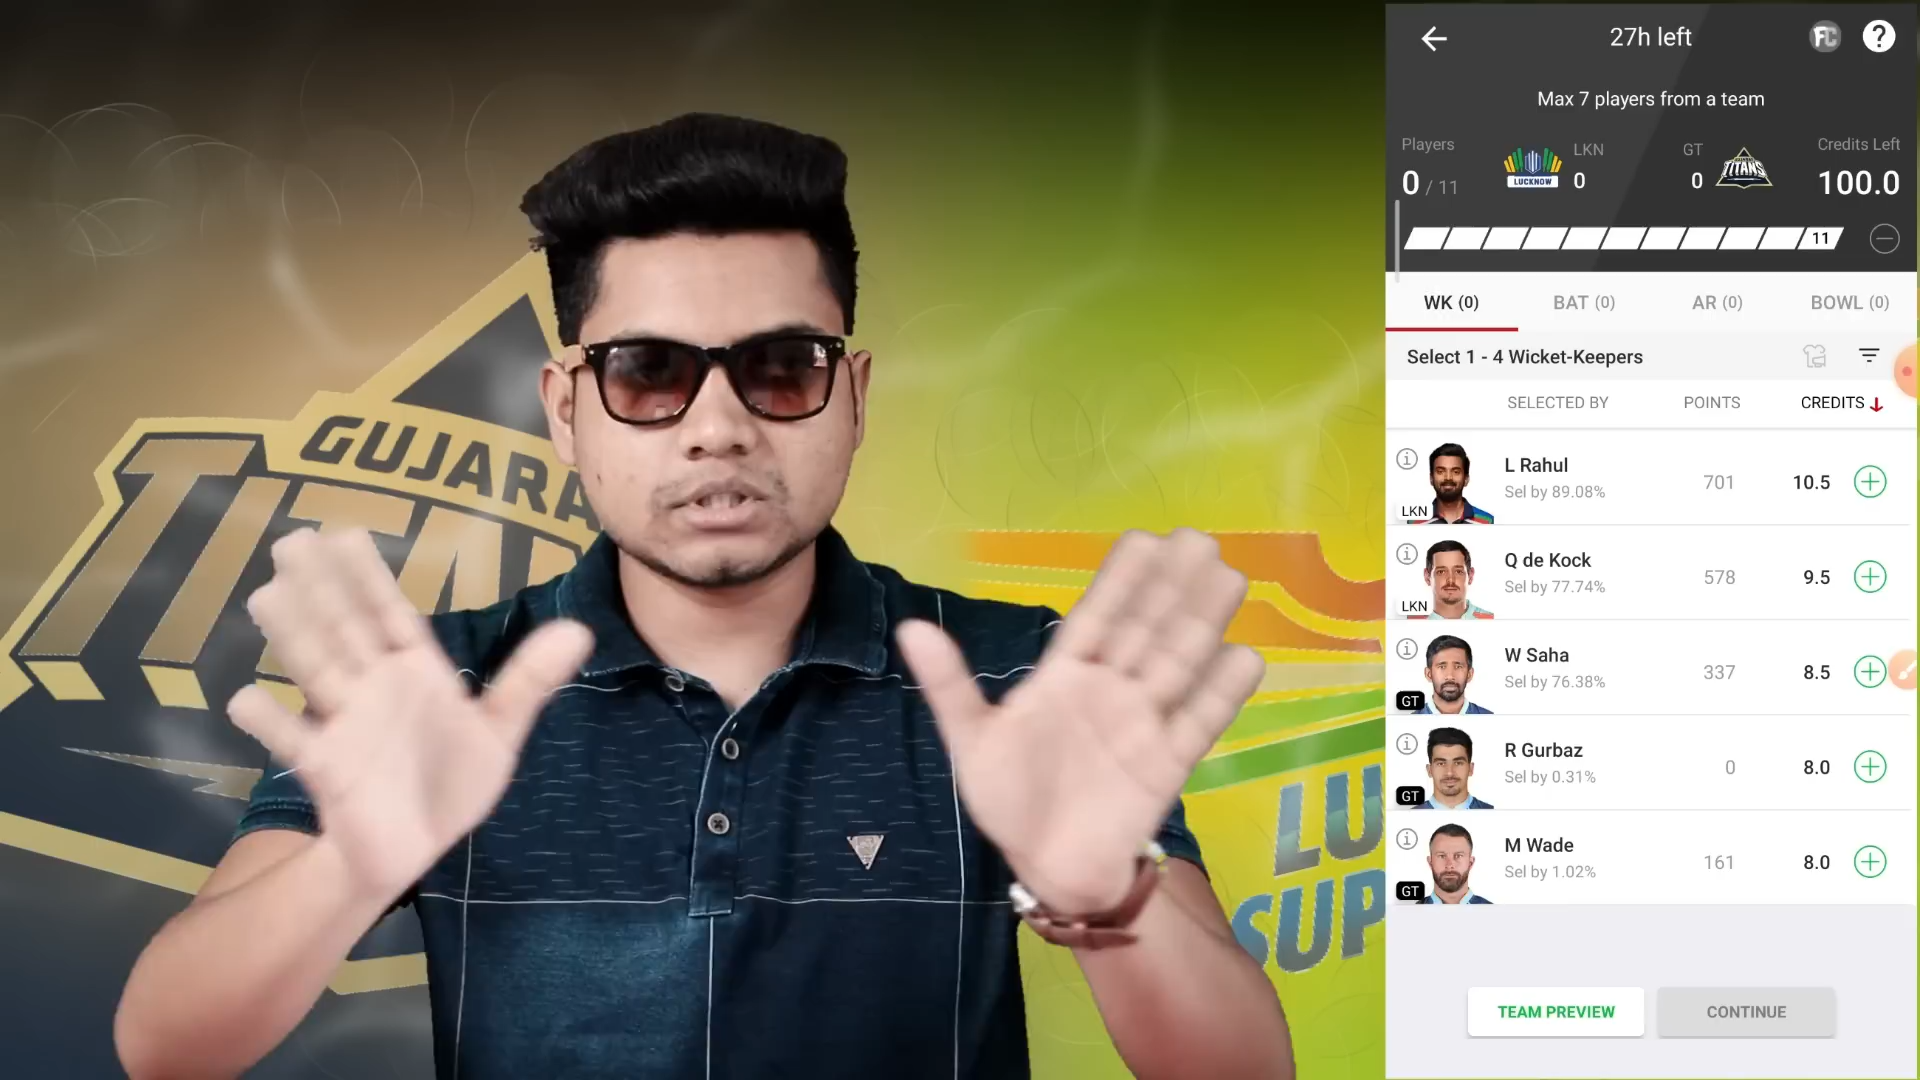 GUJARA
TITA
LU
SUP
27h left
FC
?
Max 7 players from a team
Players
LKN
GT
Credits Left
0 / 11
LUCKNOW
0
0
TITANS
100.0
11
WK (0)
BAT (0)
AR (0)
BOWL (0)
Select 1 - 4 Wicket-Keepers
SELECTED BY
POINTS
CREDITS
L Rahul
Sel by 89.08%
701
10.5
LKN
Q de Kock
Sel by 77.74%
578
9.5
LKN
W Saha
Sel by 76.38%
337
8.5
GT
R Gurbaz
Sel by 0.31%
0
8.0
GT
M Wade
Sel by 1.02%
161
8.0
GT
TEAM PREVIEW
CONTINUE